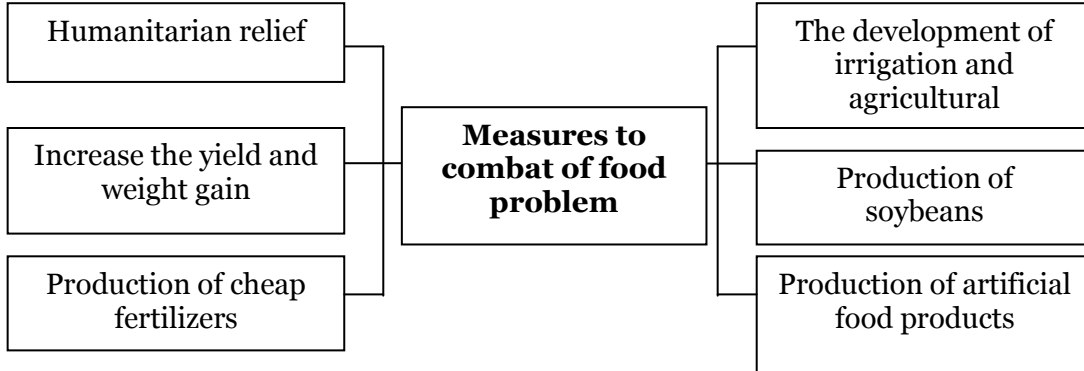 Humanitarian relief
Increase the yield and
weight gain
Production of cheap
fertilizers
Measures to
combat of food
problem
The development of
irrigation and
agricultural
Production of
soybeans
Production of artificial
food products